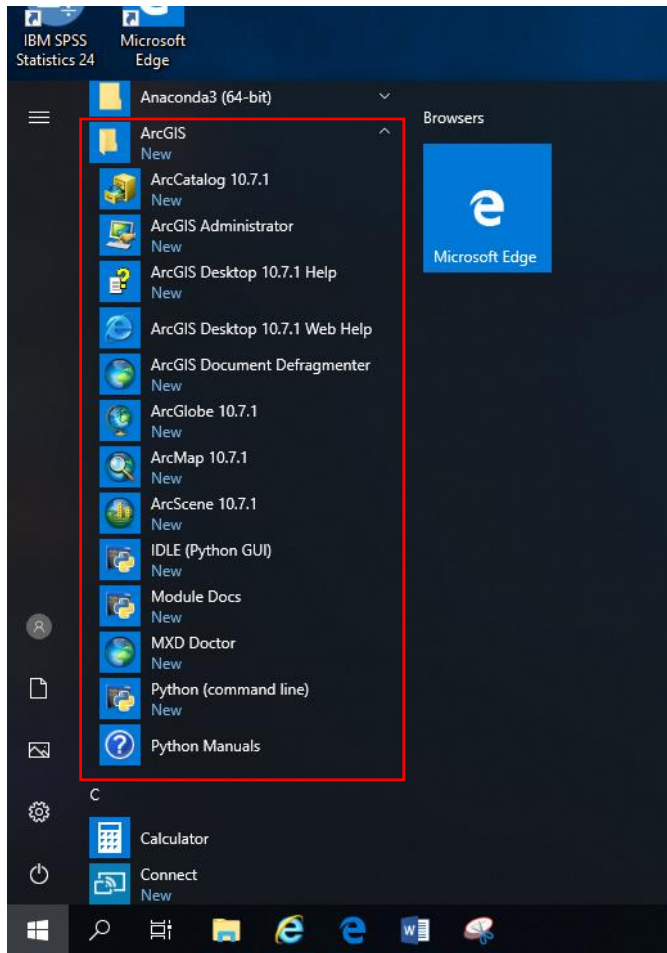 IBM SPSS
Statistics 24
Microsoft
Edge
Anaconda3 (64-bit)
ArcGIS
New
ArcCatalog 10.7.1
New
ArcGIS Administrator
New
ArcGIS Desktop 10.7.1 Help
New
ArcGIS Desktop 10.7.1 Web Help
ArcGIS Document Defragmenter
New
ArcGlobe 10.7.1
New
ArcMap 10.7.1
New
ArcScene 10.7.1
New
IDLE (Python GUI)
New
Module Docs
New
MXD Doctor
New
Python (command line)
New
Python Manuals
C
Calculator
Connect
New
Browsers
Microsoft Edge